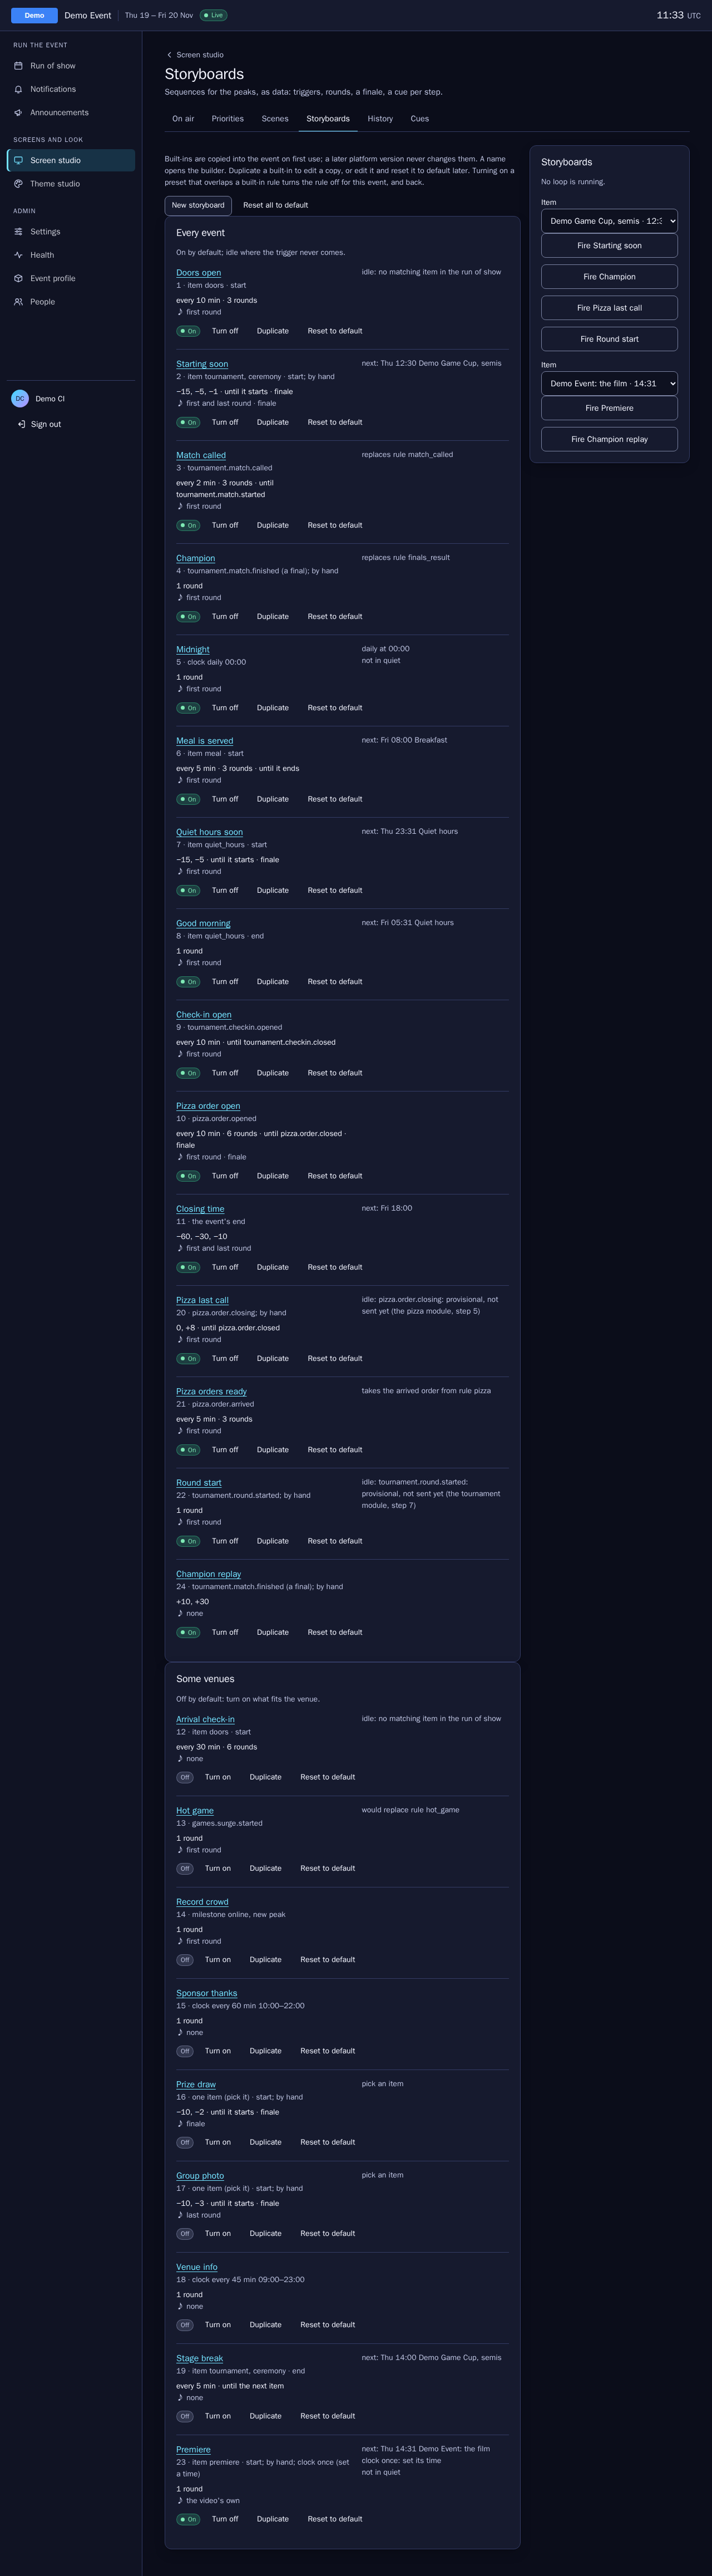 Demo
Demo Event
Thu 19 – Fri 20 Nov
Live
11:33 UTC
RUN THE EVENT
Run of show
Notifications
Announcements
SCREENS AND LOOK
Screen studio
Theme studio
ADMIN
Settings
Health
Event profile
People
DC
Demo CI
Sign out
Screen studio
Storyboards
Sequences for the peaks, as data: triggers, rounds, a finale, a cue per step.
On air
Priorities
Scenes
Storyboards
History
Cues
Built-ins are copied into the event on first use; a later platform version never changes them. A name
opens the builder. Duplicate a built-in to edit a copy, or edit it and reset it to default later. Turning on a
preset that overlaps a built-in rule turns the rule off for this event, and back.
New storyboard
Reset all to default
Every event
On by default; idle where the trigger never comes.
Doors open
1 · item doors · start
every 10 min · 3 rounds
♪ first round
idle: no matching item in the run of show
On
Turn off
Duplicate
Reset to default
Starting soon
2 · item tournament, ceremony · start; by hand
−15, −5, −1 · until it starts · finale
♪ first and last round · finale
next: Thu 12:30 Demo Game Cup, semis
On
Turn off
Duplicate
Reset to default
Match called
3 · tournament.match.called
every 2 min · 3 rounds · until
tournament.match.started
♪ first round
replaces rule match_called
On
Turn off
Duplicate
Reset to default
Champion
4 · tournament.match.finished (a final); by hand
1 round
♪ first round
replaces rule finals_result
On
Turn off
Duplicate
Reset to default
Midnight
5 · clock daily 00:00
1 round
♪ first round
daily at 00:00
not in quiet
On
Turn off
Duplicate
Reset to default
Meal is served
6 · item meal · start
every 5 min · 3 rounds · until it ends
♪ first round
next: Fri 08:00 Breakfast
On
Turn off
Duplicate
Reset to default
Quiet hours soon
7 · item quiet_hours · start
−15, −5 · until it starts · finale
♪ first round
next: Thu 23:31 Quiet hours
On
Turn off
Duplicate
Reset to default
Good morning
8 · item quiet_hours · end
1 round
♪ first round
next: Fri 05:31 Quiet hours
On
Turn off
Duplicate
Reset to default
Check-in open
9 · tournament.checkin.opened
every 10 min · until tournament.checkin.closed
♪ first round
On
Turn off
Duplicate
Reset to default
Pizza order open
10 · pizza.order.opened
every 10 min · 6 rounds · until pizza.order.closed ·
finale
♪ first round · finale
On
Turn off
Duplicate
Reset to default
Closing time
11 · the event's end
−60, −30, −10
♪ first and last round
next: Fri 18:00
On
Turn off
Duplicate
Reset to default
Pizza last call
20 · pizza.order.closing; by hand
0, +8 · until pizza.order.closed
♪ first round
idle: pizza.order.closing: provisional, not
sent yet (the pizza module, step 5)
On
Turn off
Duplicate
Reset to default
Pizza orders ready
21 · pizza.order.arrived
every 5 min · 3 rounds
♪ first round
takes the arrived order from rule pizza
On
Turn off
Duplicate
Reset to default
Round start
22 · tournament.round.started; by hand
1 round
♪ first round
idle: tournament.round.started:
provisional, not sent yet (the tournament
module, step 7)
On
Turn off
Duplicate
Reset to default
Champion replay
24 · tournament.match.finished (a final); by hand
+10, +30
♪ none
On
Turn off
Duplicate
Reset to default
Some venues
Off by default: turn on what fits the venue.
Arrival check-in
12 · item doors · start
every 30 min · 6 rounds
♪ none
idle: no matching item in the run of show
Off
Turn on
Duplicate
Reset to default
Hot game
13 · games.surge.started
1 round
♪ first round
would replace rule hot_game
Off
Turn on
Duplicate
Reset to default
Record crowd
14 · milestone online, new peak
1 round
♪ first round
Off
Turn on
Duplicate
Reset to default
Sponsor thanks
15 · clock every 60 min 10:00–22:00
1 round
♪ none
Off
Turn on
Duplicate
Reset to default
Prize draw
16 · one item (pick it) · start; by hand
−10, −2 · until it starts · finale
♪ finale
pick an item
Off
Turn on
Duplicate
Reset to default
Group photo
17 · one item (pick it) · start; by hand
−10, −3 · until it starts · finale
♪ last round
pick an item
Off
Turn on
Duplicate
Reset to default
Venue info
18 · clock every 45 min 09:00–23:00
1 round
♪ none
Off
Turn on
Duplicate
Reset to default
Stage break
19 · item tournament, ceremony · end
every 5 min · until the next item
♪ none
next: Thu 14:00 Demo Game Cup, semis
Off
Turn on
Duplicate
Reset to default
Premiere
23 · item premiere · start; by hand; clock once (set
a time)
1 round
♪ the video's own
next: Thu 14:31 Demo Event: the film
clock once: set its time
not in quiet
On
Turn off
Duplicate
Reset to default
Storyboards
No loop is running.
Item
Demo Game Cup, semis · 12:3
Fire Starting soon
Fire Champion
Fire Pizza last call
Fire Round start
Item
Demo Event: the film · 14:31
Fire Premiere
Fire Champion replay